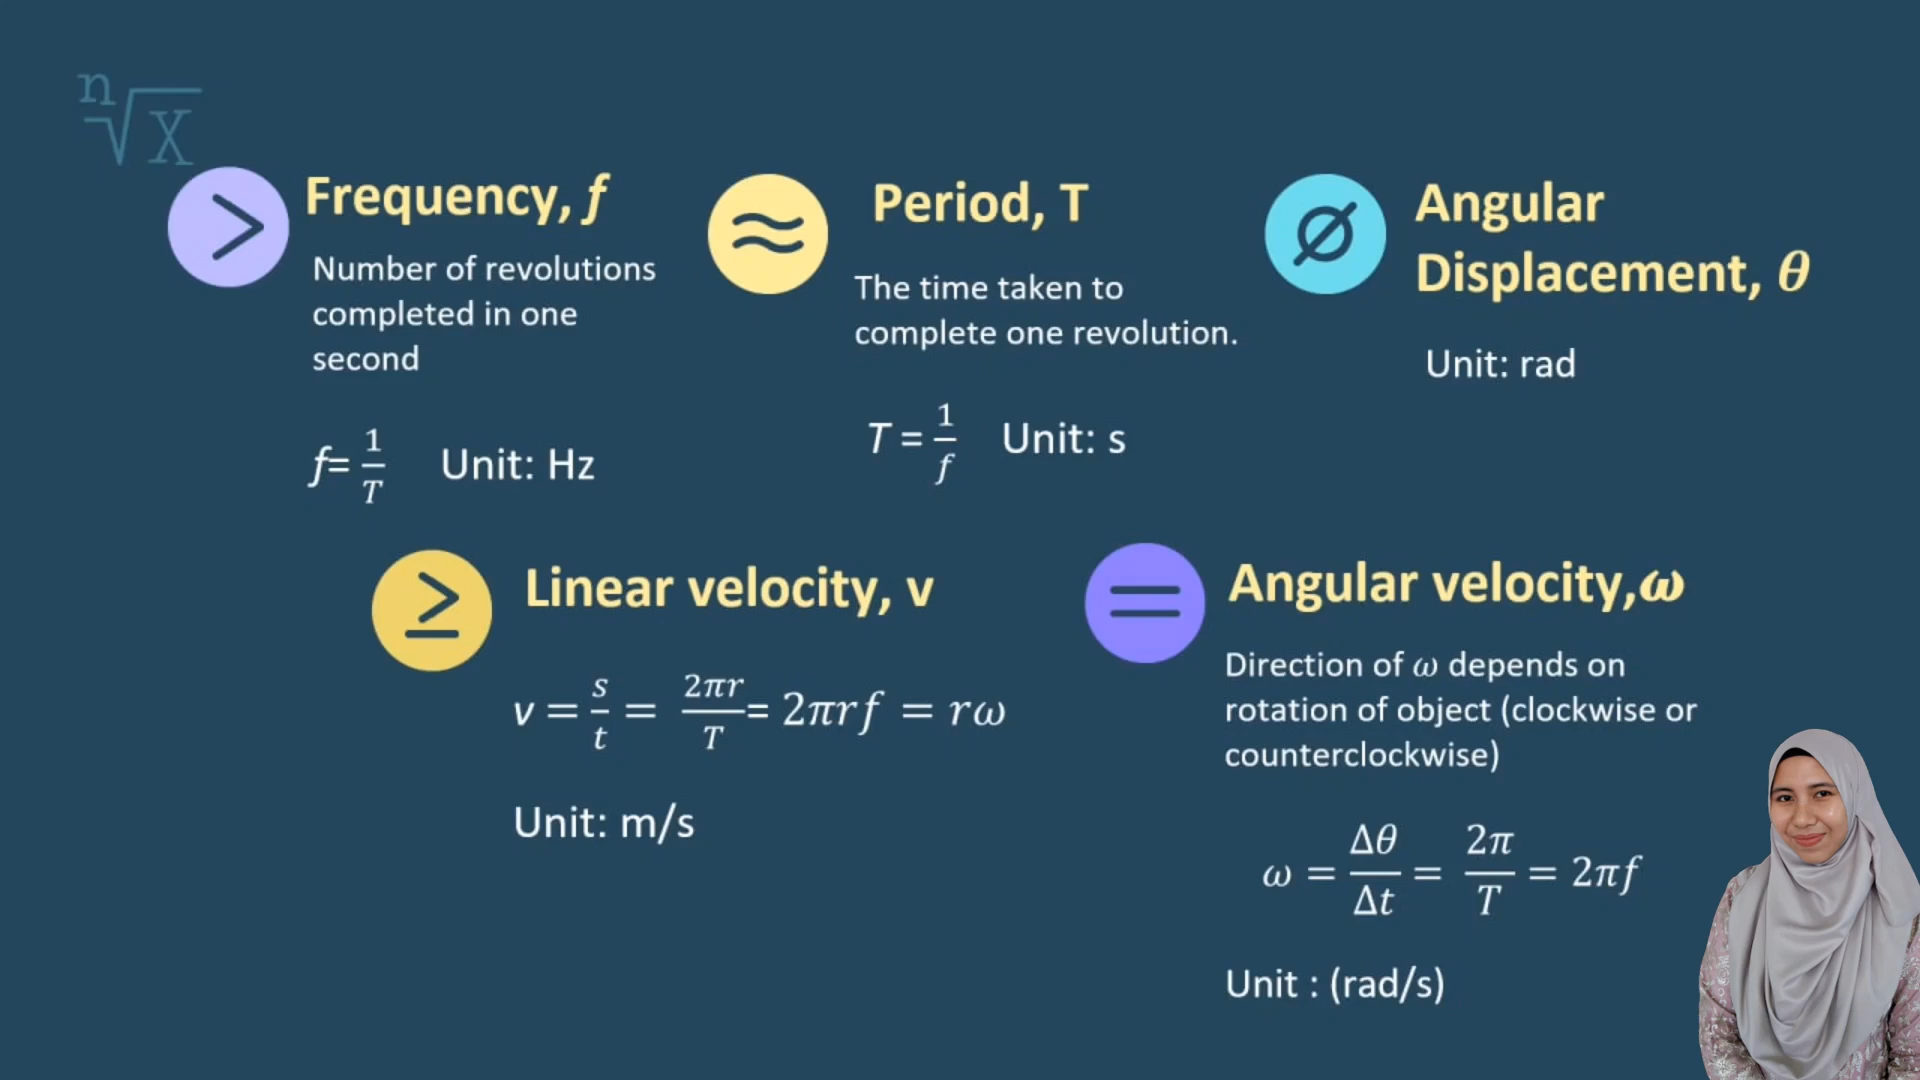 ⁿ√X
Frequency, f
Number of revolutions
completed in one
second
f= 1/T Unit: Hz
Period, T
The time taken to
complete one revolution.
T = 1/f Unit: s
Angular
Displacement, θ
Unit: rad
Linear velocity, v
v = s/t = 2πr/T = 2πrf = rω
Unit: m/s
Angular velocity,ω
Direction of ω depends on
rotation of object (clockwise or
counterclockwise)
ω = Δθ/Δt = 2π/T = 2πf
Unit : (rad/s)